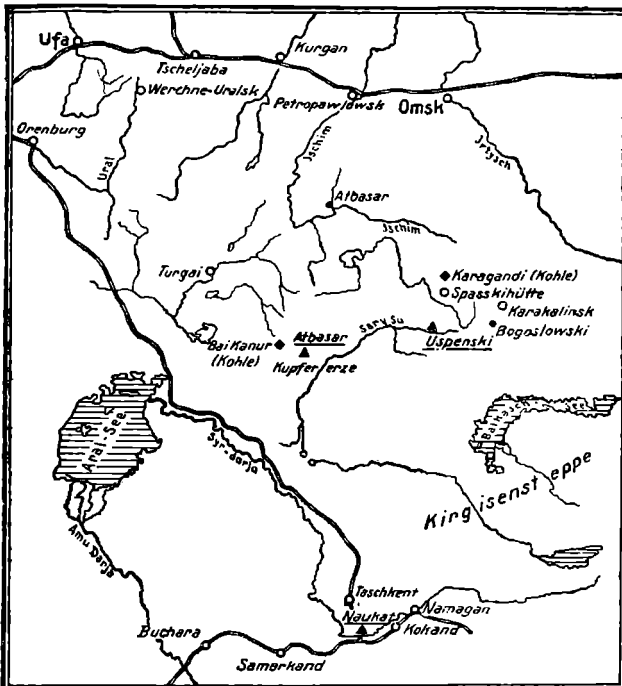 Ufa
Kurgan
Tscheljaba
Werchne-Uralsk
Petropawlowsk
Omsk
Orenburg
Ural
Jschim
Jrtysch
Atbasar
Jschim
Turgai
Karagandi (Kohle)
Spasskihütte
Karakalinsk
Bogoslowski
Sary Su
Uspenski
Bai Kanur
(Kohle)
Atbasar
Kupfererze
Aral-See
Syr-darja
Balkasch-See
Kirgisensteppe
Amu Darja
Taschkent
Naukat
Namagan
Kokand
Buchara
Samarkand